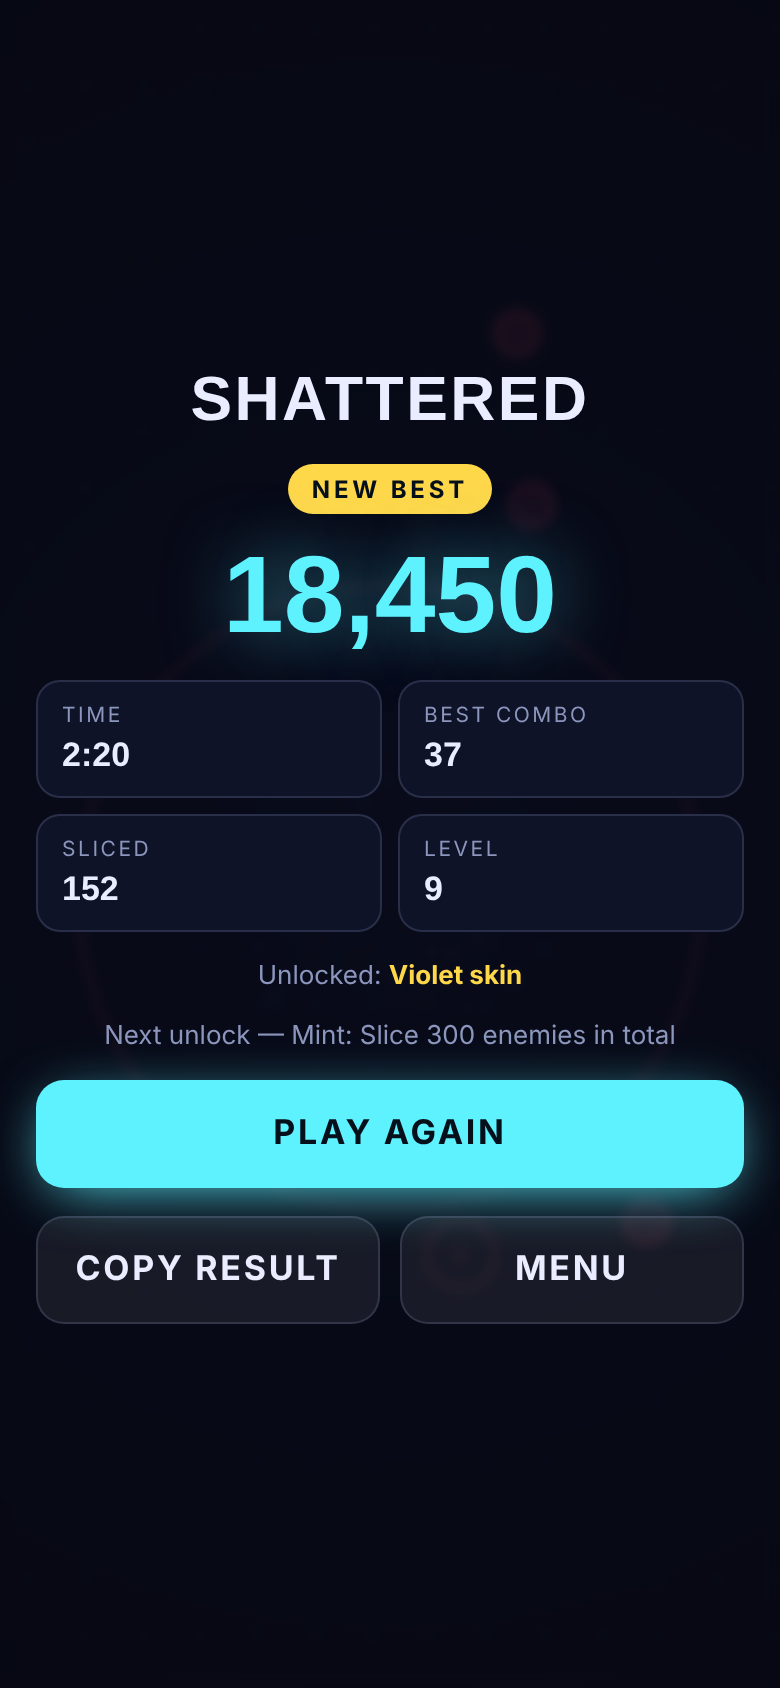 SHATTERED
NEW BEST
18,450
TIME
2:20
BEST COMBO
37
SLICED
152
LEVEL
9
Unlocked: Violet skin
Next unlock — Mint: Slice 300 enemies in total
PLAY AGAIN
COPY RESULT
MENU